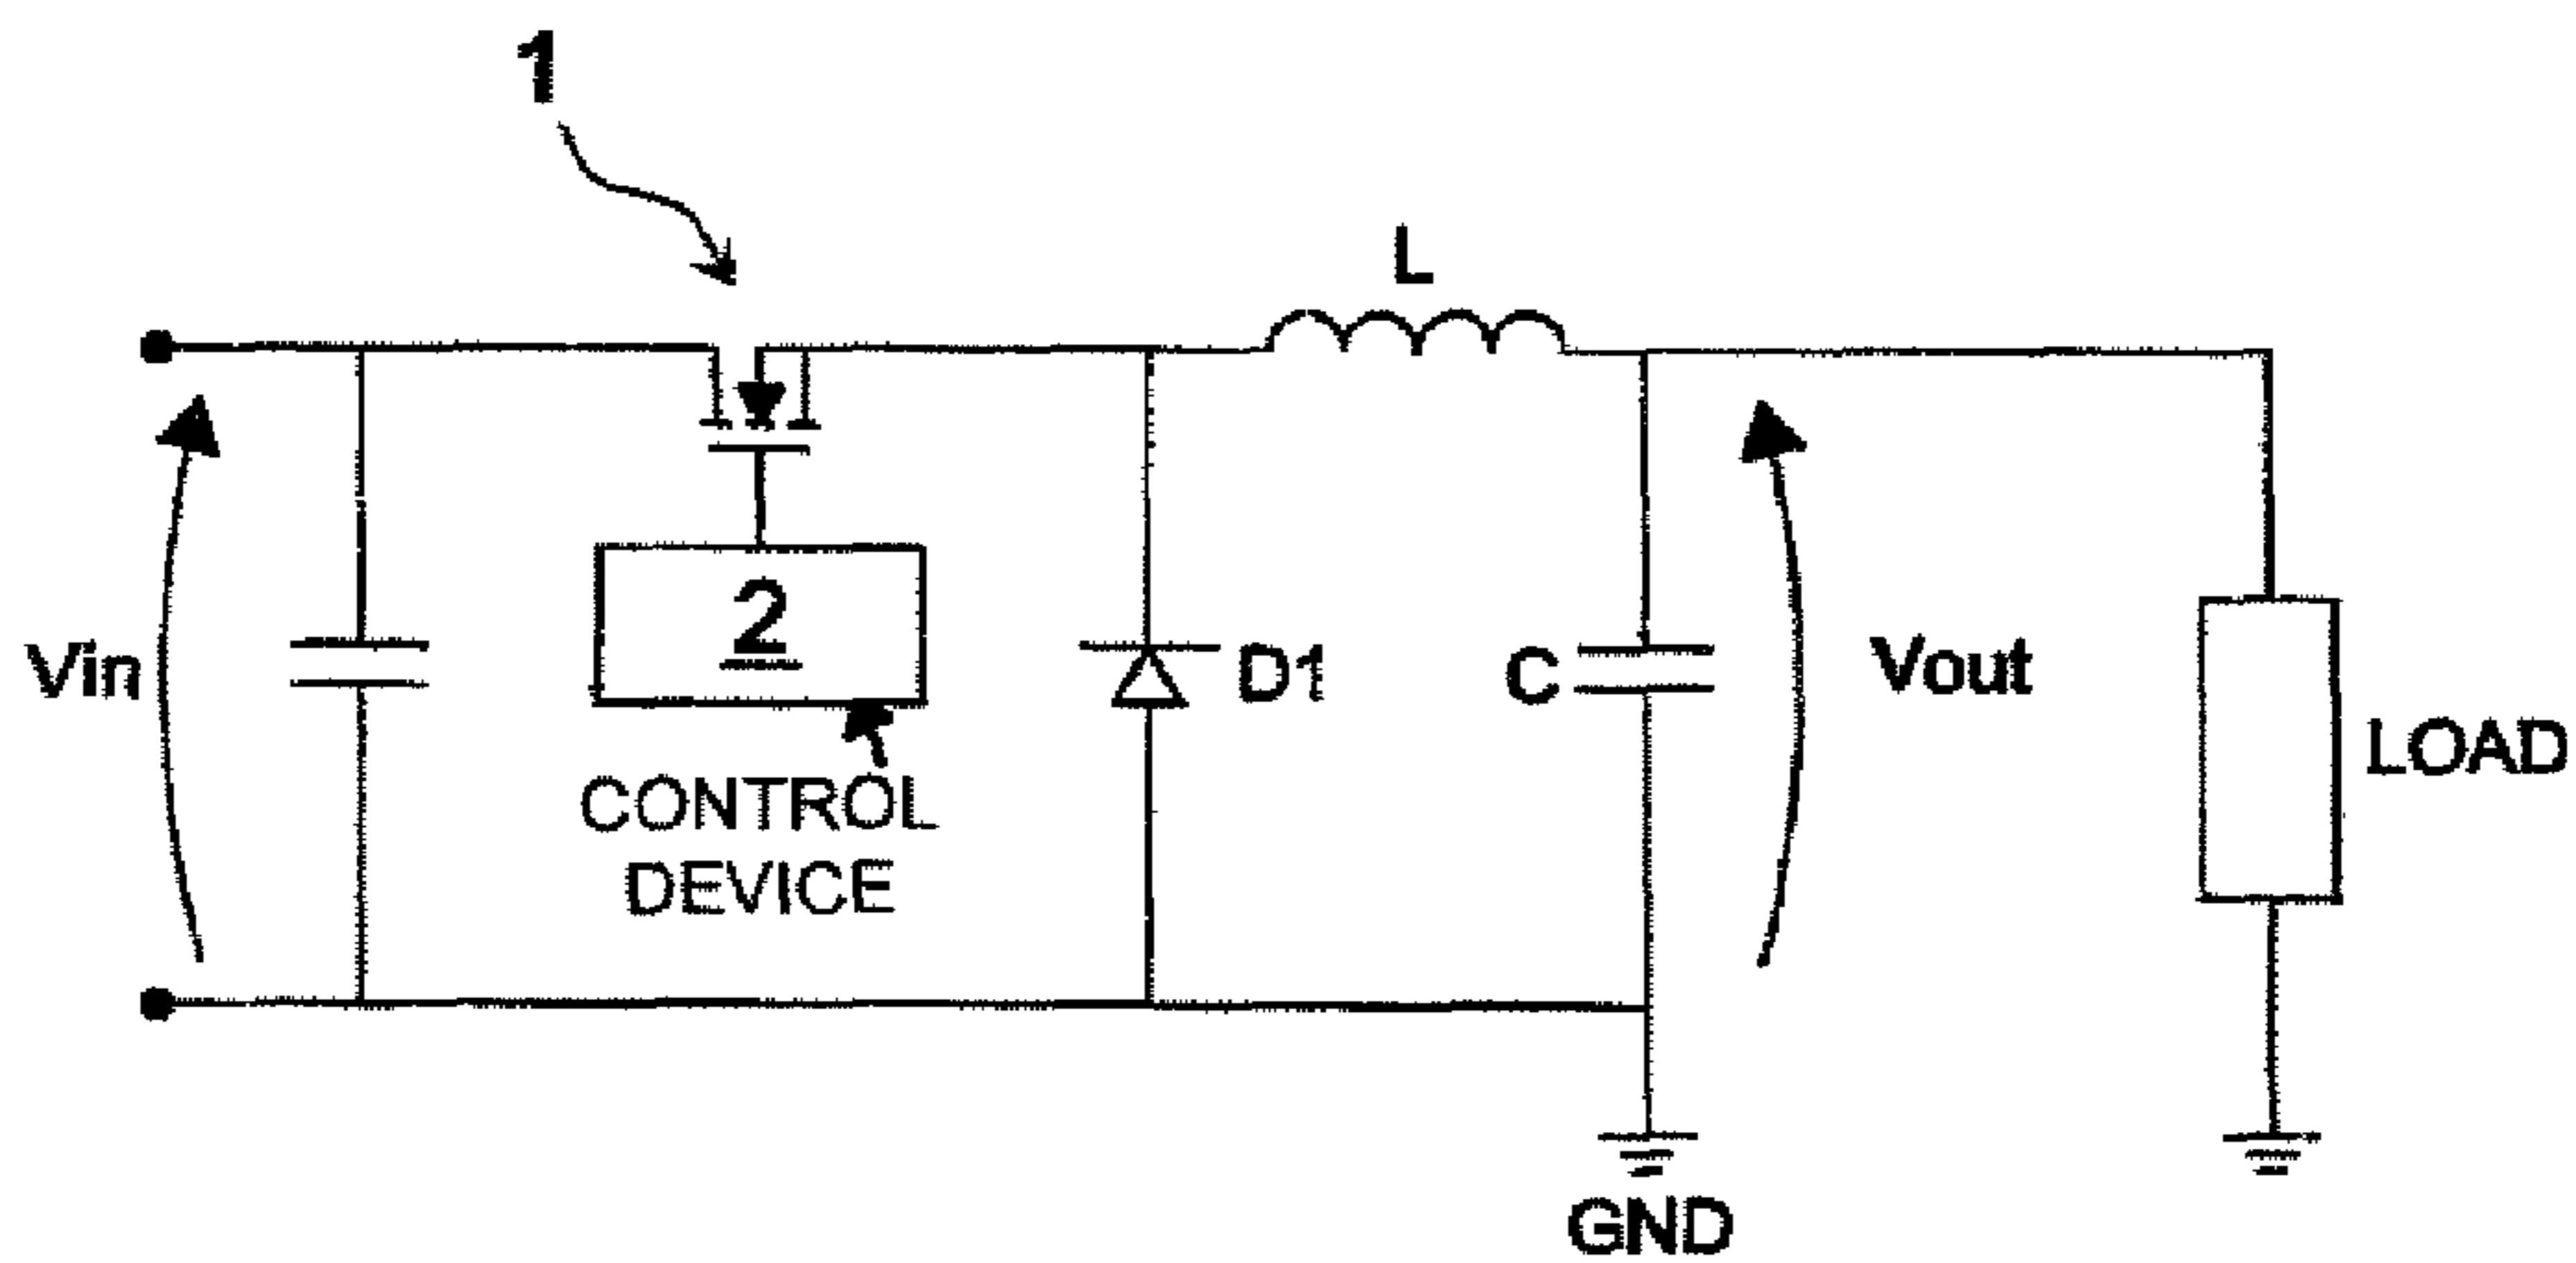 1
L
Vin
2
D1
C
Vout
LOAD
CONTROL
DEVICE
GND